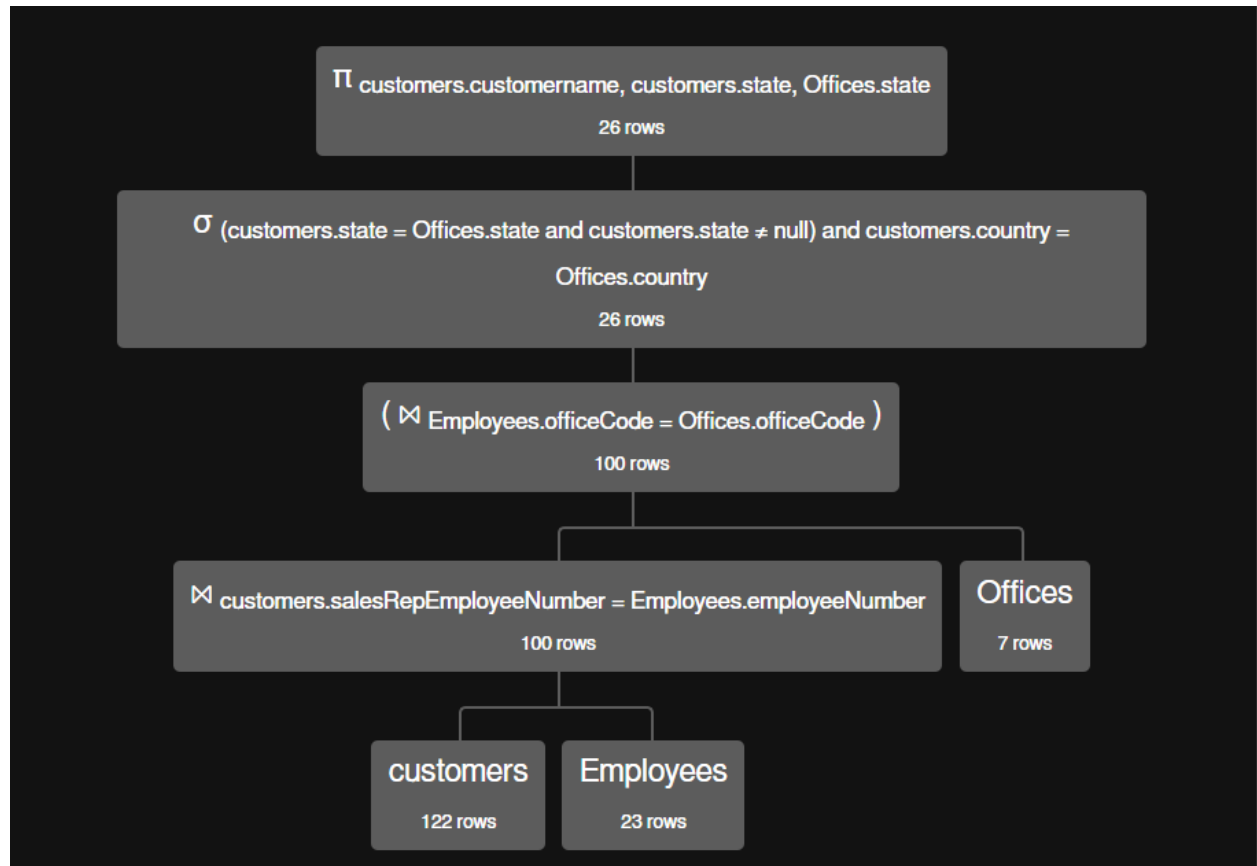 π customers.customername, customers.state, Offices.state
26 rows
σ (customers.state = Offices.state and customers.state ≠ null) and customers.country =
Offices.country
26 rows
( ⋈ Employees.officeCode = Offices.officeCode )
100 rows
⋈ customers.salesRepEmployeeNumber = Employees.employeeNumber
100 rows
Offices
7 rows
customers
122 rows
Employees
23 rows